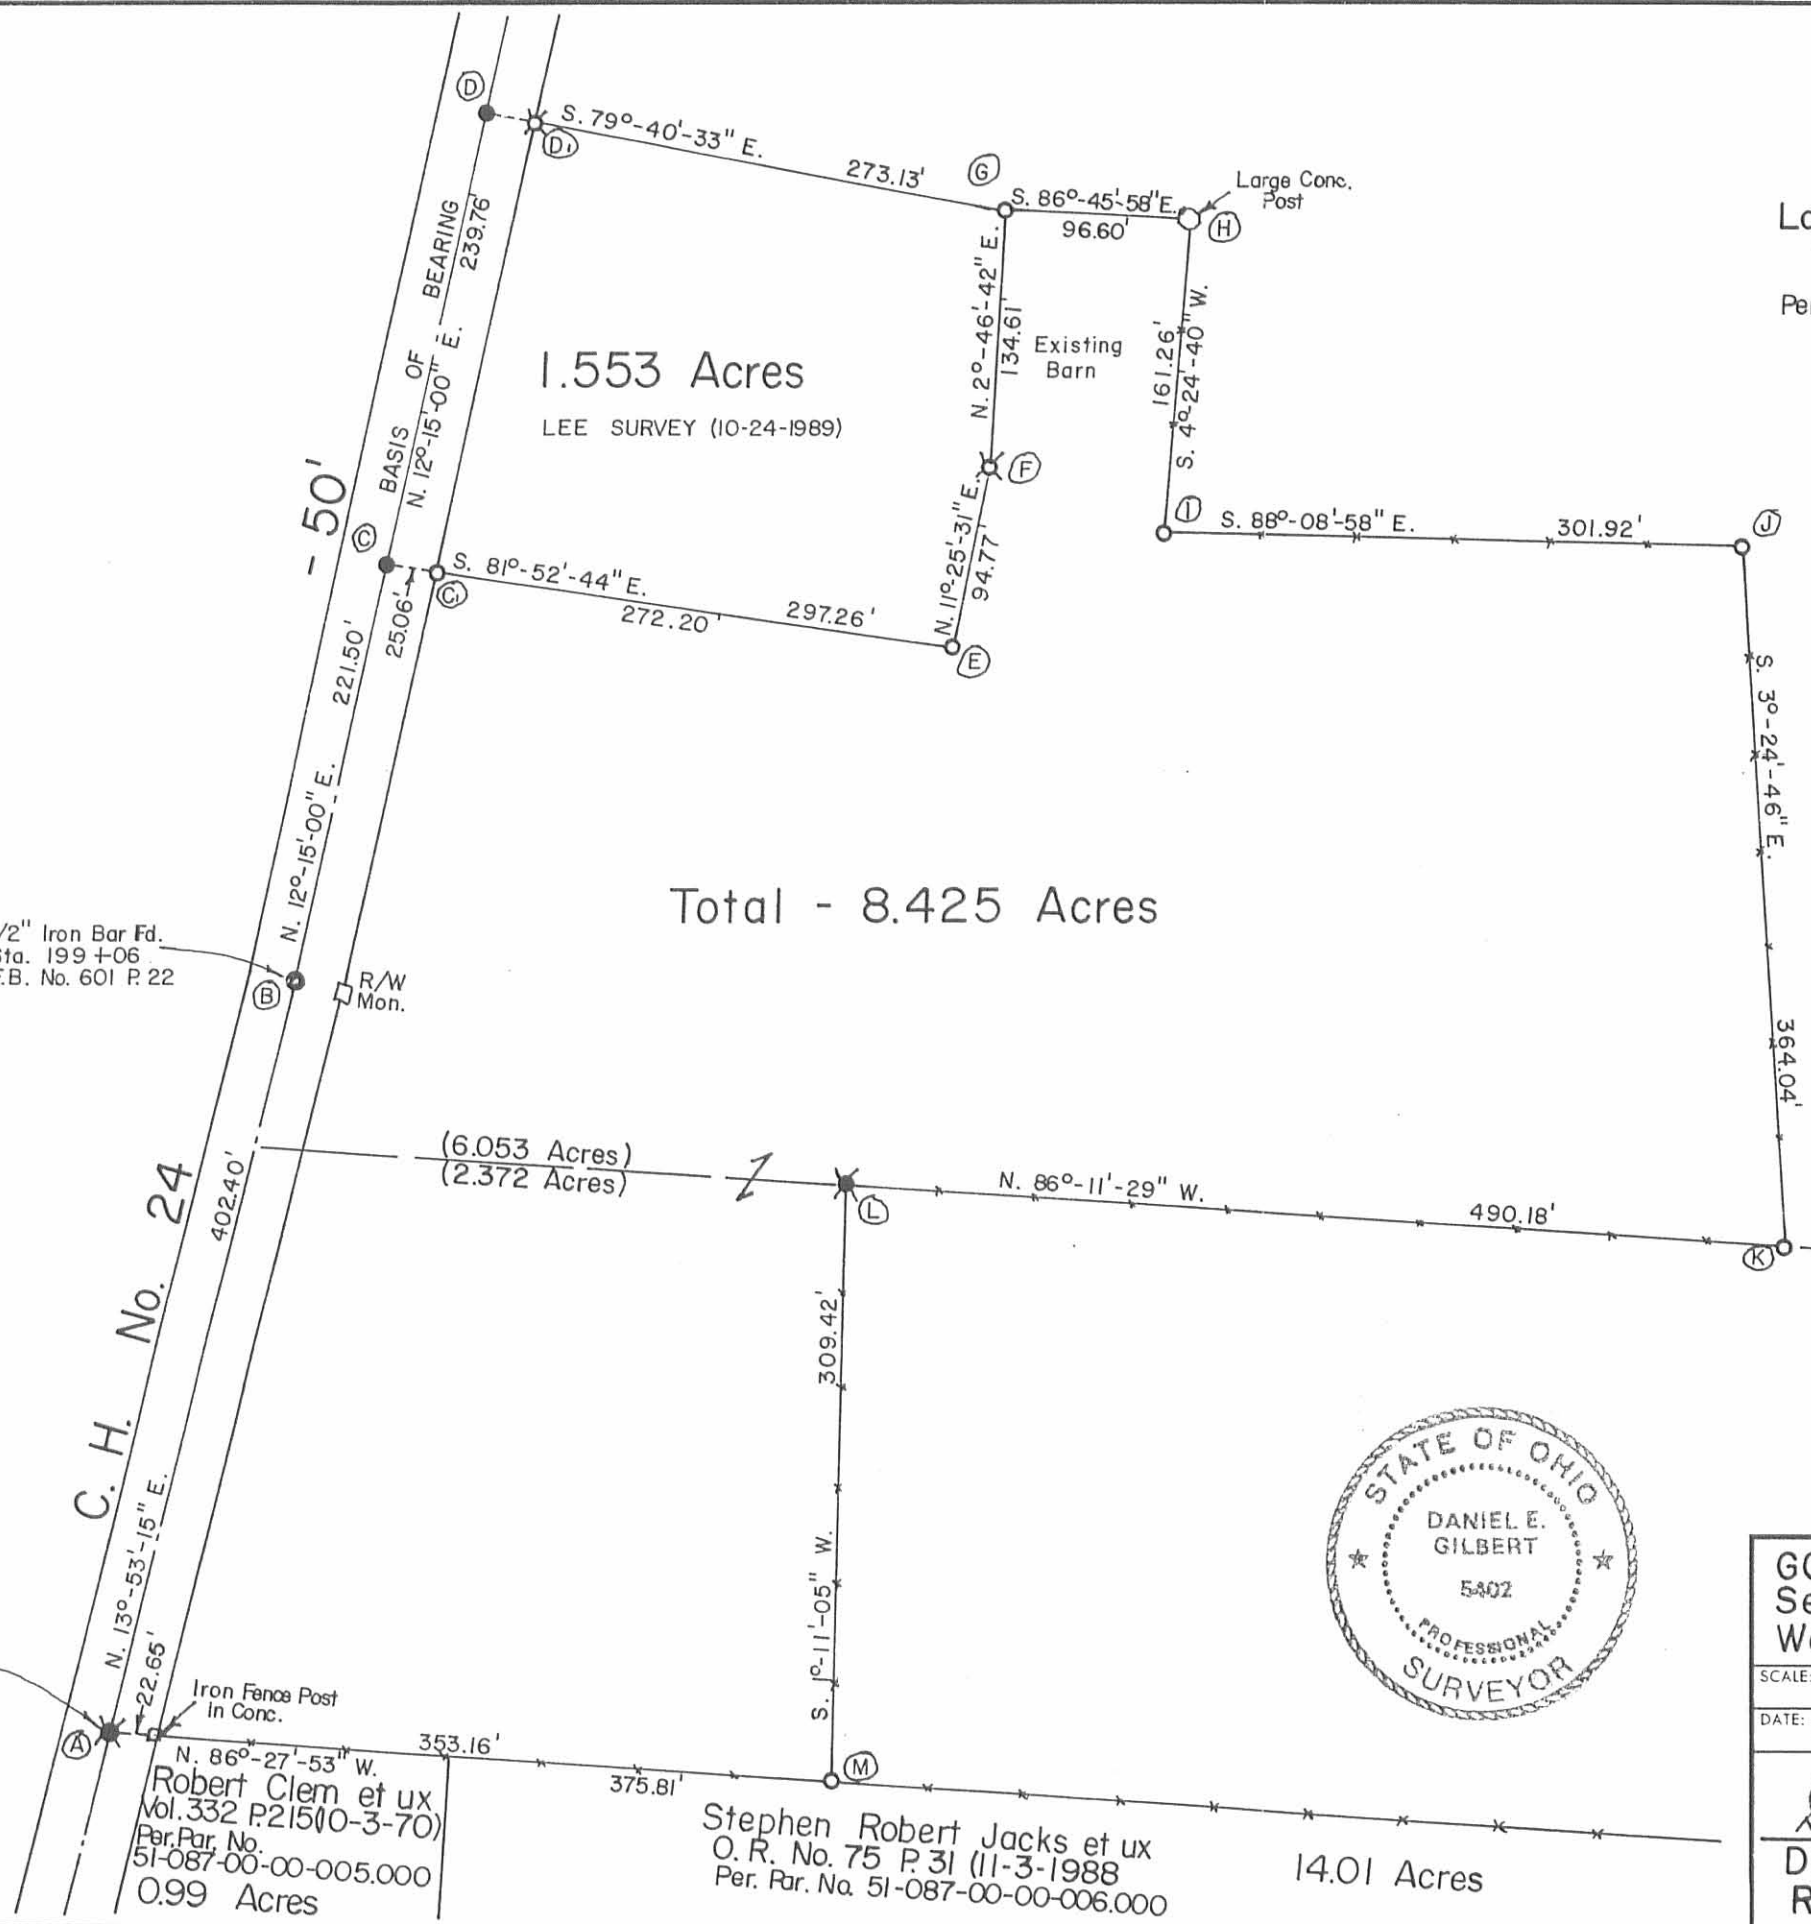 D
D1
S. 79°-40'-33" E.
273.13'
G
S. 86°-45'-58" E.
96.60'
Large Conc.
Post
H
BASIS OF BEARING
239.76'
N. 12°-15'-00" E.
1.553 Acres
LEE SURVEY (10-24-1989)
N. 2°-46'-42" E.
134.61'
Existing
Barn
161.26'
S. 4°-24'-40" W.
F
- 50'
C
C1
S. 81°-52'-44" E.
272.20'
297.26'
N. 11°-25'-31" E.
94.77'
E
I
S. 88°-08'-58" E.
301.92'
J
25.06'
221.50'
N. 12°-15'-00" E.
S. 3°-24'-46" E.
364.04'
Total - 8.425 Acres
/2" Iron Bar Fd.
Sta. 199+06
F.B. No. 601 P. 22
B
R/W
Mon.
(6.053 Acres)
(2.372 Acres)
L
N. 86°-11'-29" W.
490.18'
K
C. H. No. 24
402.40'
N. 13°-53'-15" E.
309.42'
S. 1°-11'-05" W.
STATE OF OHIO
DANIEL E.
GILBERT
5402
PROFESSIONAL
SURVEYOR
22.65'
Iron Fence Post
in Conc.
A
N. 86°-27'-53" W.
353.16'
375.81'
M
Robert Clem et ux
Vol. 332 P. 215(10-3-70)
Per. Par. No.
51-087-00-00-005.000
0.99 Acres
Stephen Robert Jacks et ux
O. R. No. 75 P. 31 (11-3-1988
Per. Par. No. 51-087-00-00-006.000
14.01 Acres
SCALE:
DATE: